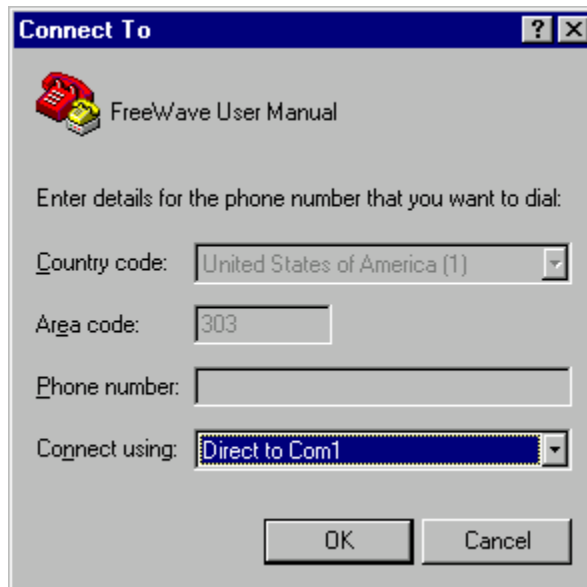 Connect To
FreeWave User Manual
Enter details for the phone number that you want to dial:
Country code: United States of America (1)
Area code: 303
Phone number:
Connect using: Direct to Com1
OK Cancel